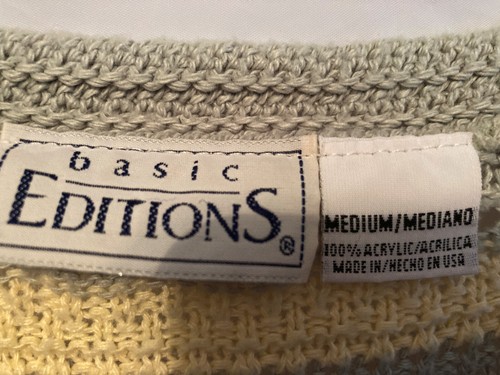 basic
EDITIONS®
MEDIUM/MEDIANO
100% ACRYLIC/ACRILICA
MADE IN/HECHO EN USA